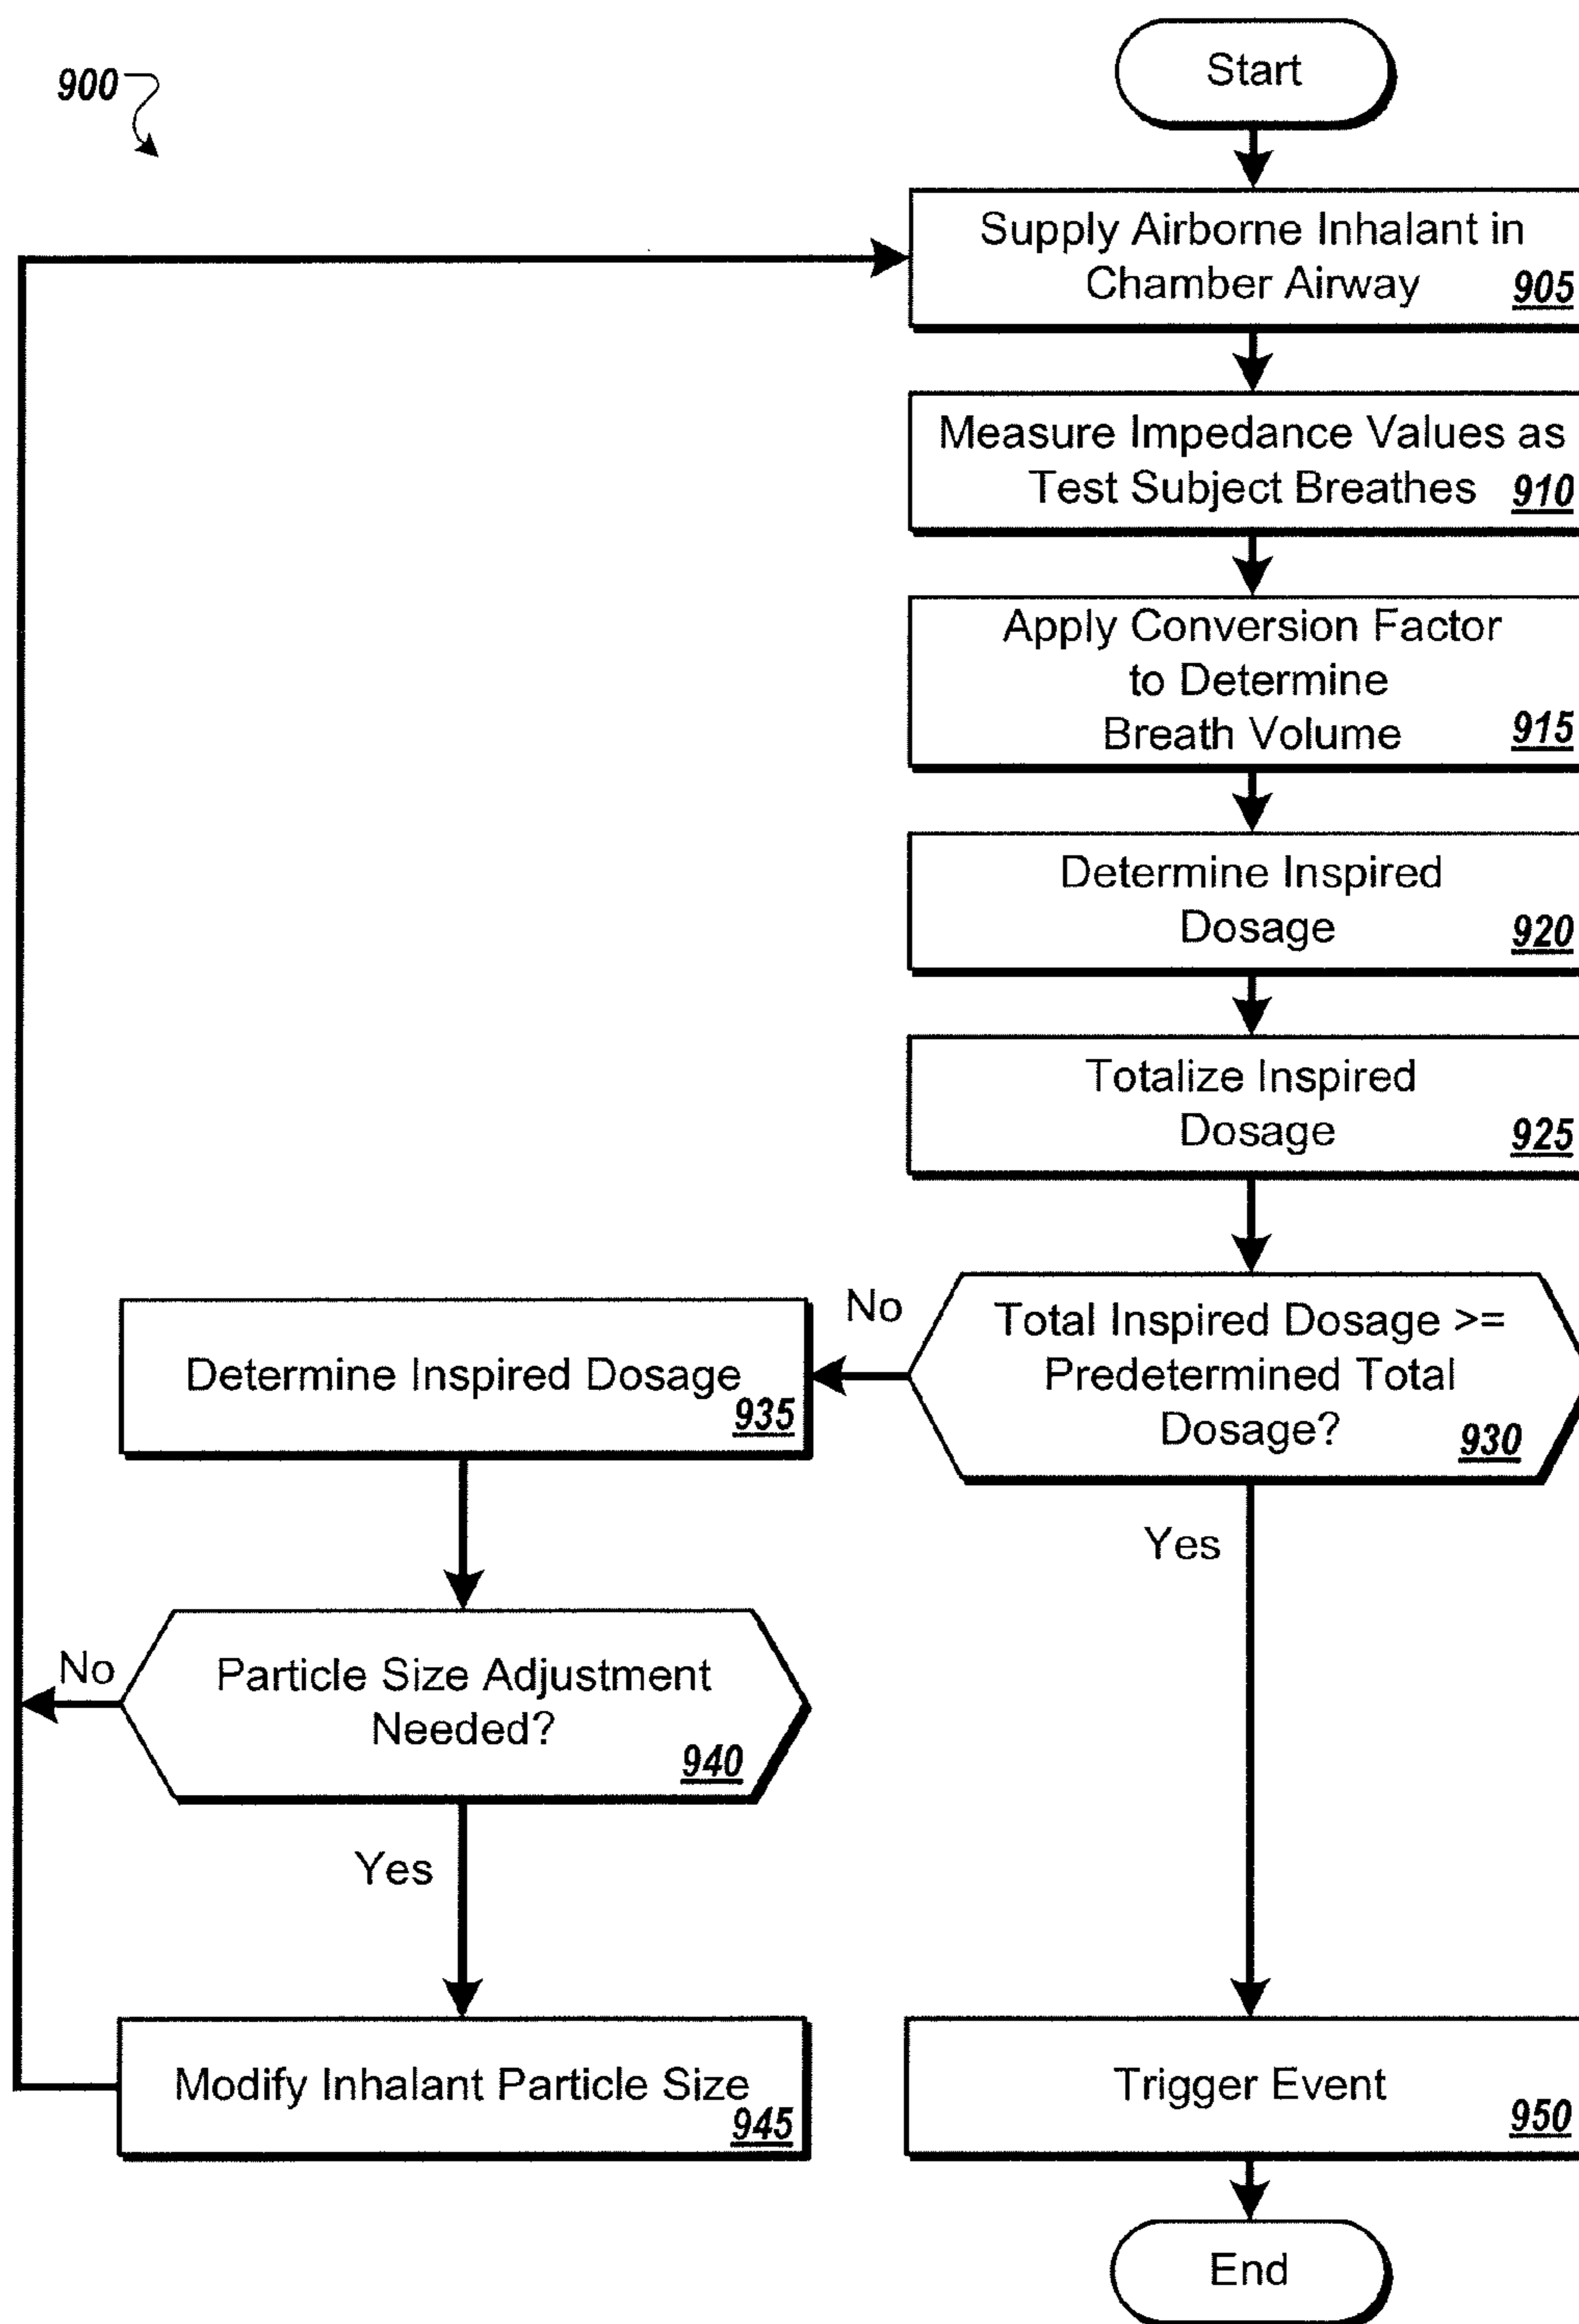 900
Start
Supply Airborne Inhalant in
Chamber Airway 905
Measure Impedance Values as
Test Subject Breathes 910
Apply Conversion Factor
to Determine
Breath Volume 915
Determine Inspired
Dosage 920
Totalize Inspired
Dosage 925
Total Inspired Dosage >=
Predetermined Total
Dosage? 930
No
Yes
Determine Inspired Dosage
935
Particle Size Adjustment
Needed?
940
No
Yes
Modify Inhalant Particle Size
945
Trigger Event
950
End